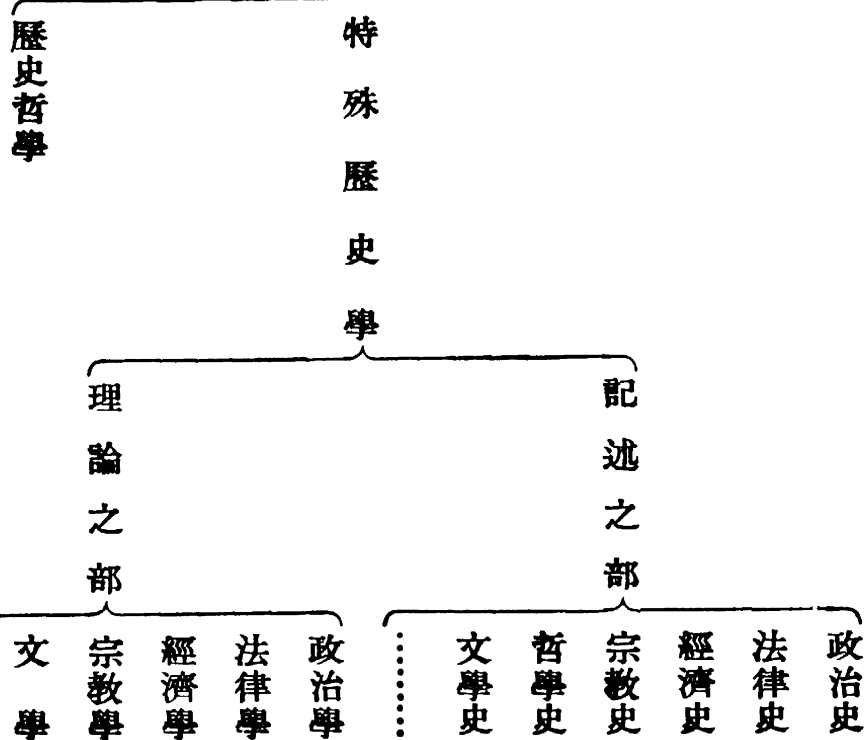 特殊歷史學
記述之部
政治史
法律史
經濟史
宗教史
哲學史
文學史
⋮
理論之部
政治學
法律學
經濟學
宗教學
文學
歷史哲學